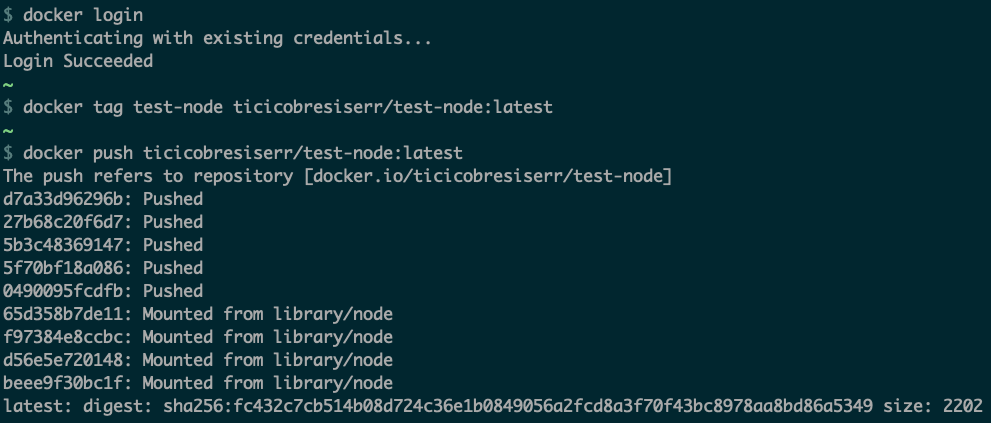 $ docker login
Authenticating with existing credentials...
Login Succeeded
~
$ docker tag test-node ticicobresiserr/test-node:latest
~
$ docker push ticicobresiserr/test-node:latest
The push refers to repository [docker.io/ticicobresiserr/test-node]
d7a33d96296b: Pushed
27b68c20f6d7: Pushed
5b3c48369147: Pushed
5f70bf18a086: Pushed
0490095fcdfb: Pushed
65d358b7de11: Mounted from library/node
f97384e8ccbc: Mounted from library/node
d56e5e720148: Mounted from library/node
beee9f30bc1f: Mounted from library/node
latest: digest: sha256:fc432c7cb514b08d724c36e1b0849056a2fcd8a3f70f43bc8978aa8bd86a5349 size: 2202